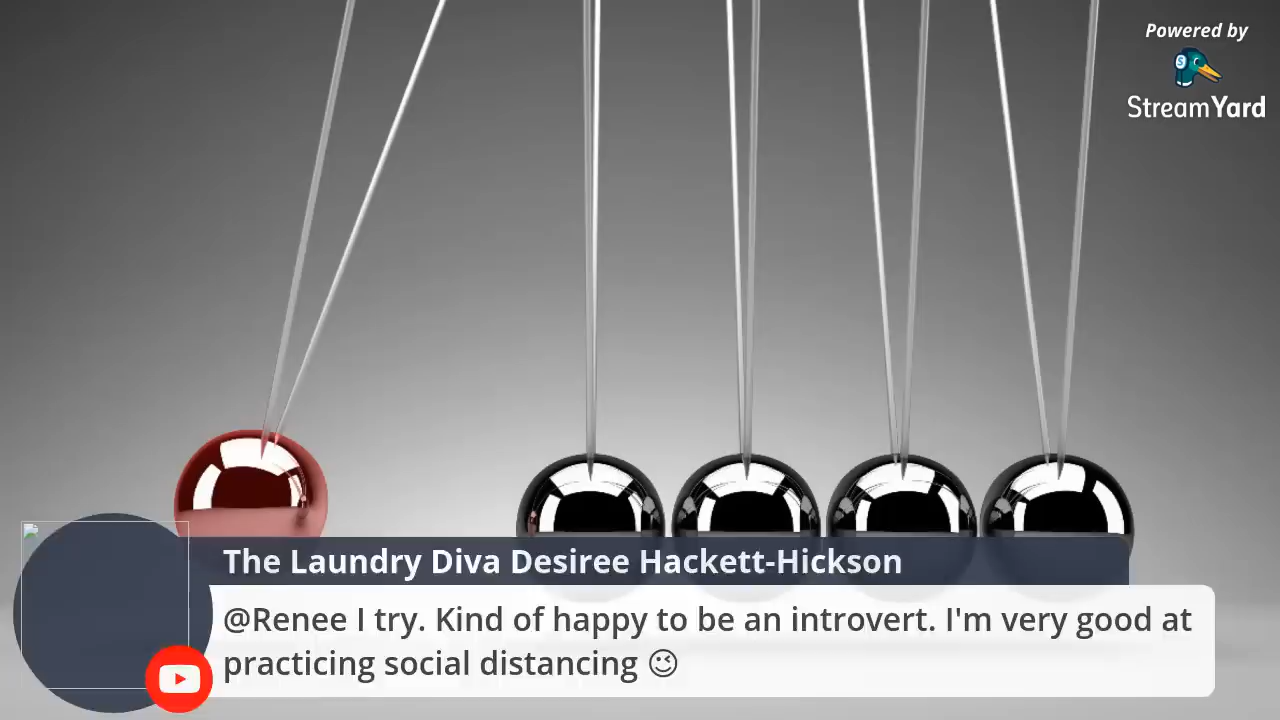 Powered by
StreamYard
The Laundry Diva Desiree Hackett-Hickson
@Renee I try. Kind of happy to be an introvert. I'm very good at
practicing social distancing 😉